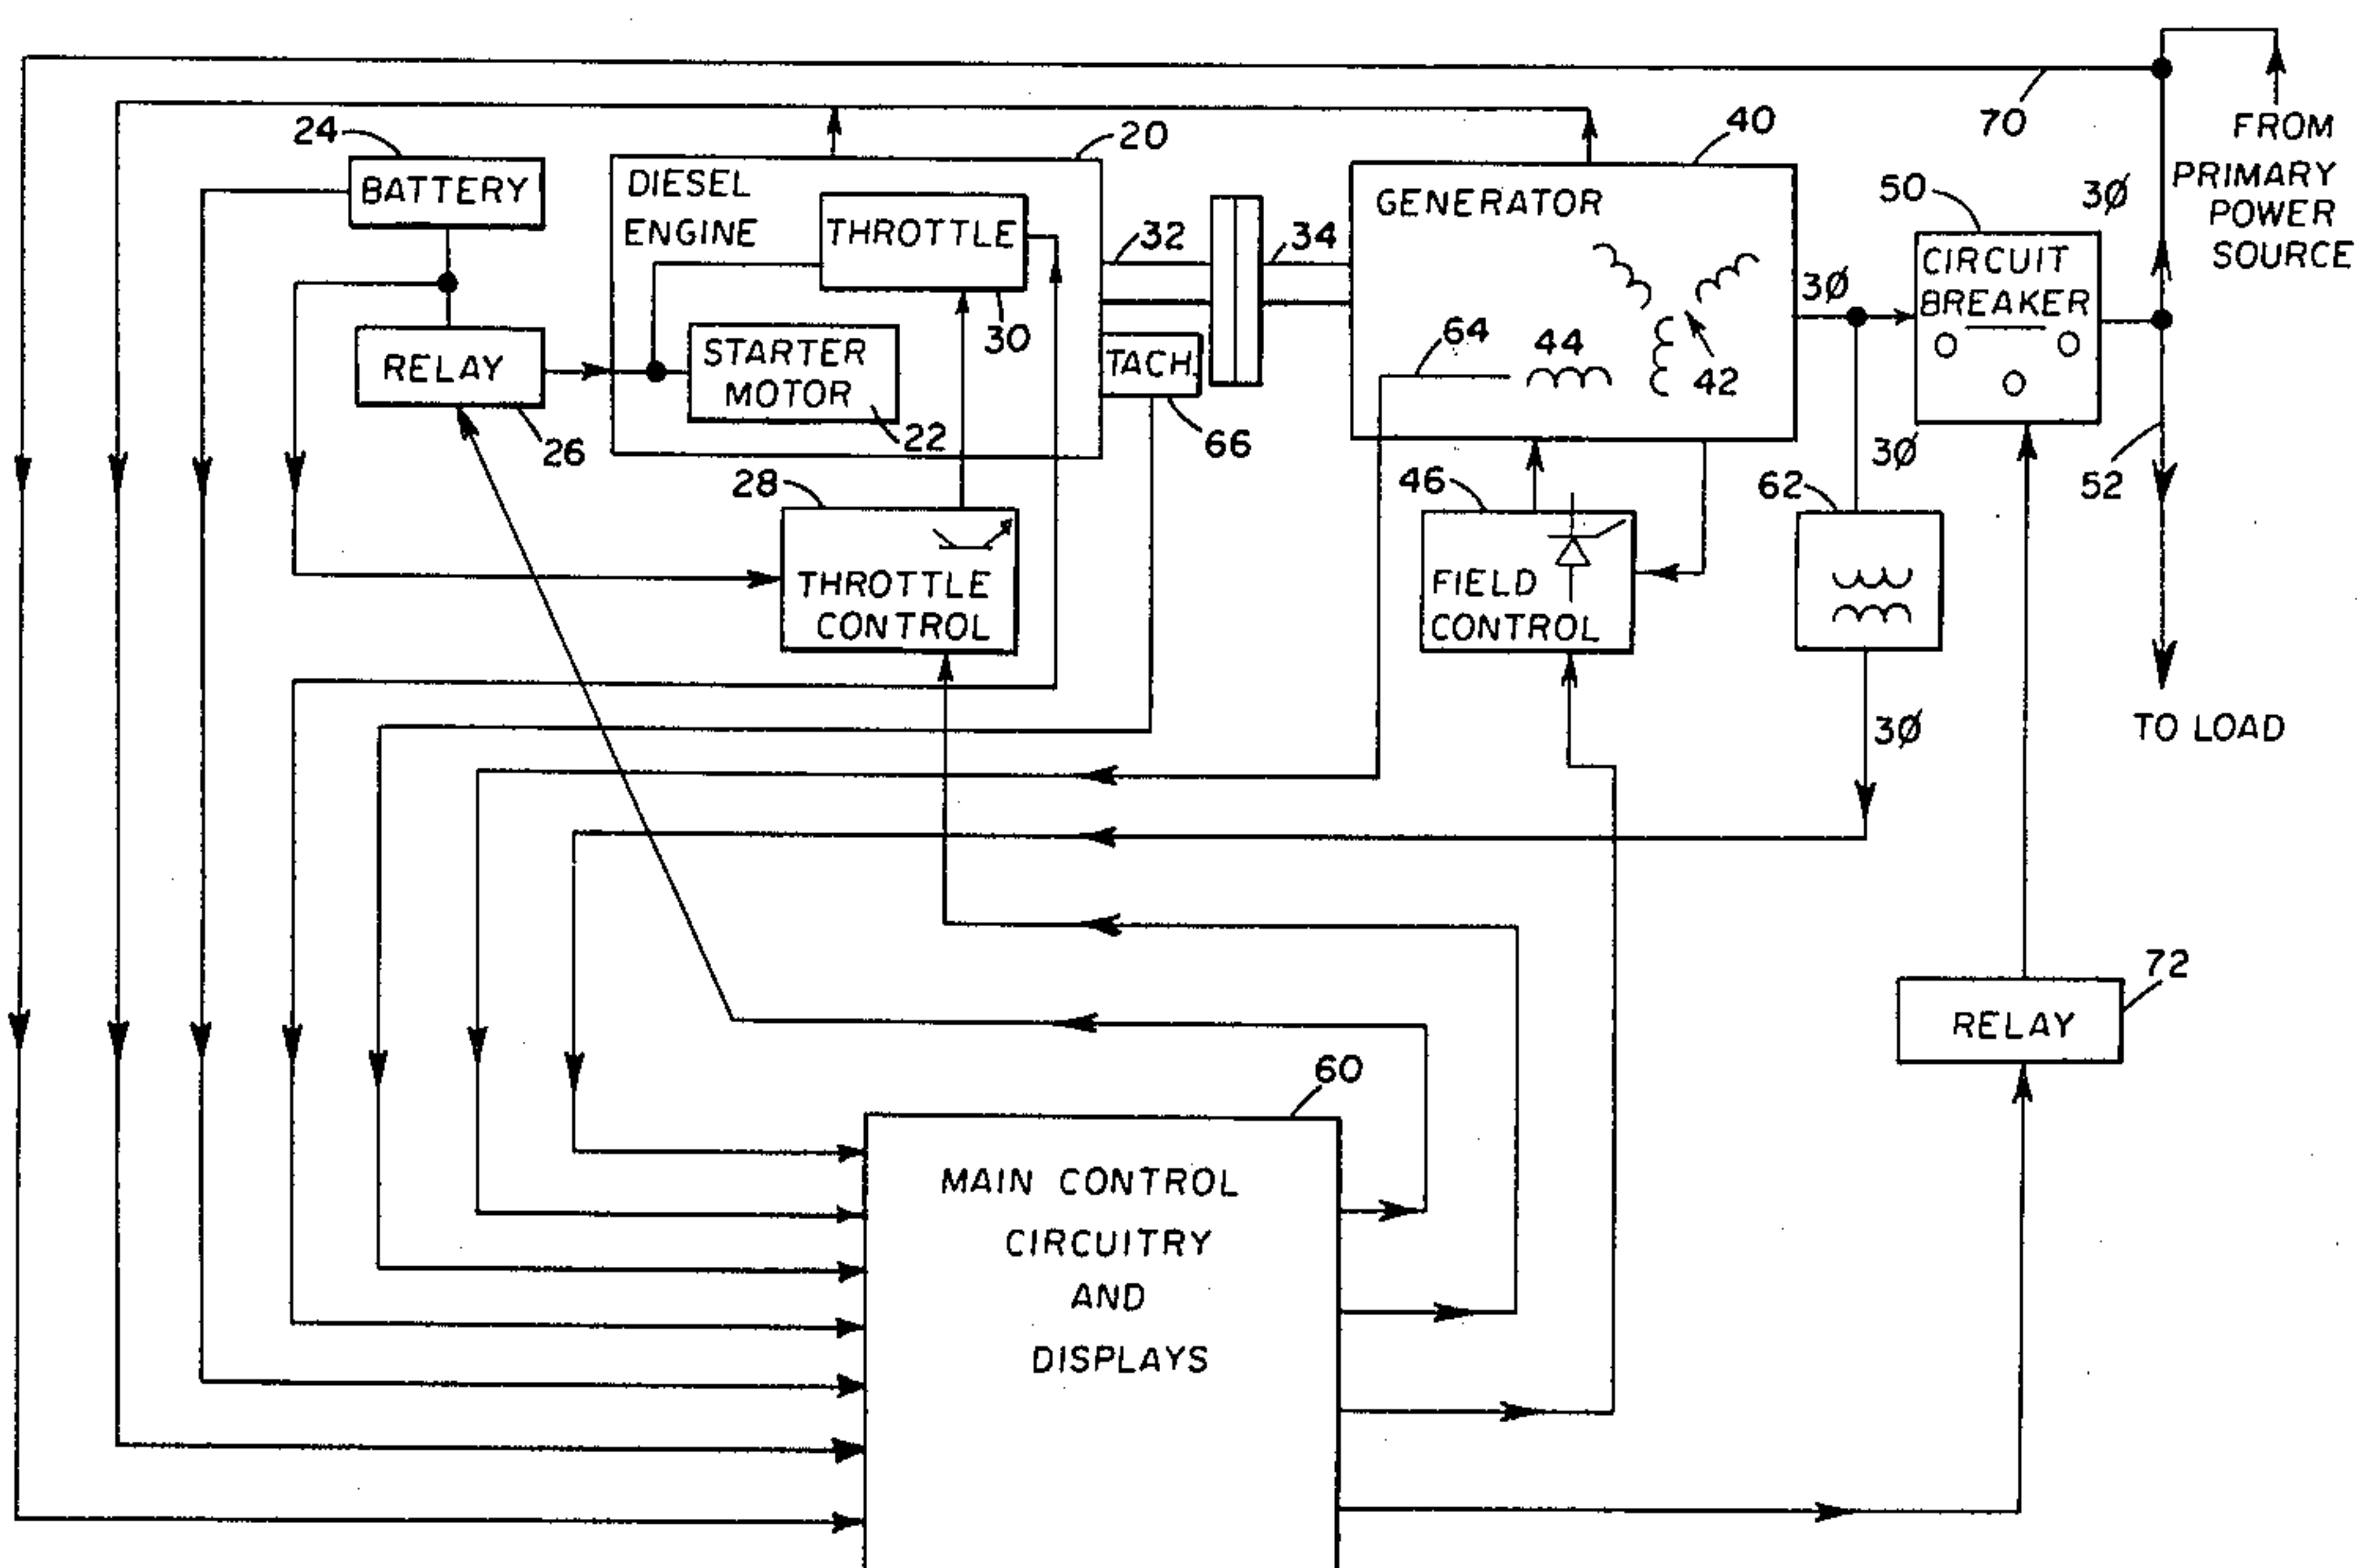 70
FROM
PRIMARY
POWER
SOURCE
24
20
40
BATTERY
DIESEL
ENGINE
THROTTLE
32
34
GENERATOR
50
3Ø
CIRCUIT
BREAKER
3Ø
RELAY
26
STARTER
MOTOR
22
30
TACH.
66
64
44
42
3Ø
52
28
THROTTLE
CONTROL
46
FIELD
CONTROL
62
3Ø
TO LOAD
72
RELAY
60
MAIN CONTROL
CIRCUITRY
AND
DISPLAYS